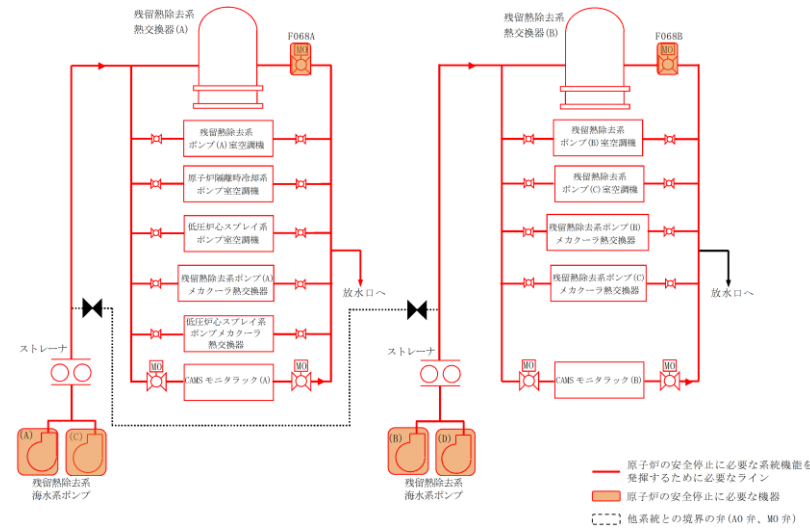 残留熱除去系
熱交換器(A)
F068A
MO
残留熱除去系
ポンプ(A)室空調機
原子炉隔離時冷却系
ポンプ室空調機
低圧炉心スプレイ系
ポンプ室空調機
残留熱除去系ポンプ(A)
メカクーラ熱交換器
低圧炉心スプレイ系
ポンプメカクーラ
熱交換器
MO
CAMSモニタラック(A)
MO
放水口へ
ストレーナ
(A)
(C)
残留熱除去系
海水系ポンプ
残留熱除去系
熱交換器(B)
F068B
MO
残留熱除去系
ポンプ(B)室空調機
残留熱除去系
ポンプ(C)室空調機
残留熱除去系ポンプ(B)
メカクーラ熱交換器
残留熱除去系ポンプ(C)
メカクーラ熱交換器
MO
CAMSモニタラック(B)
MO
放水口へ
ストレーナ
(B)
(D)
残留熱除去系
海水系ポンプ
原子炉の安全停止に必要な系統機能を
発揮するために必要なライン
原子炉の安全停止に必要な機器
他系統との境界の弁(AO弁、MO弁)